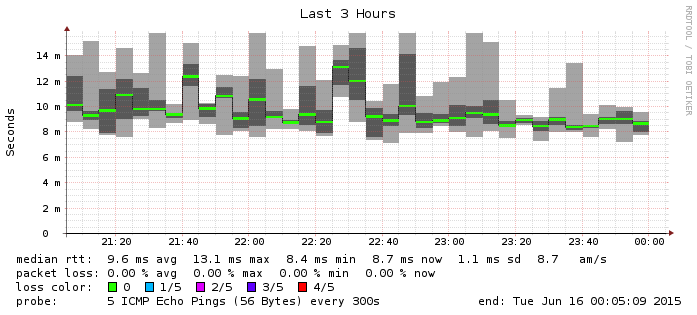 Last 3 Hours
RRDTOOL / TOBI OETIKER
Seconds
14 m
12 m
10 m
8 m
6 m
4 m
2 m
0
21:20 21:40 22:00 22:20 22:40 23:00 23:20 23:40 00:00
median rtt: 9.6 ms avg 13.1 ms max 8.4 ms min 8.7 ms now 1.1 ms sd 8.7 am/s
packet loss: 0.00 % avg 0.00 % max 0.00 % min 0.00 % now
loss color: 0 1/5 2/5 3/5 4/5
probe: 5 ICMP Echo Pings (56 Bytes) every 300s end: Tue Jun 16 00:05:09 2015